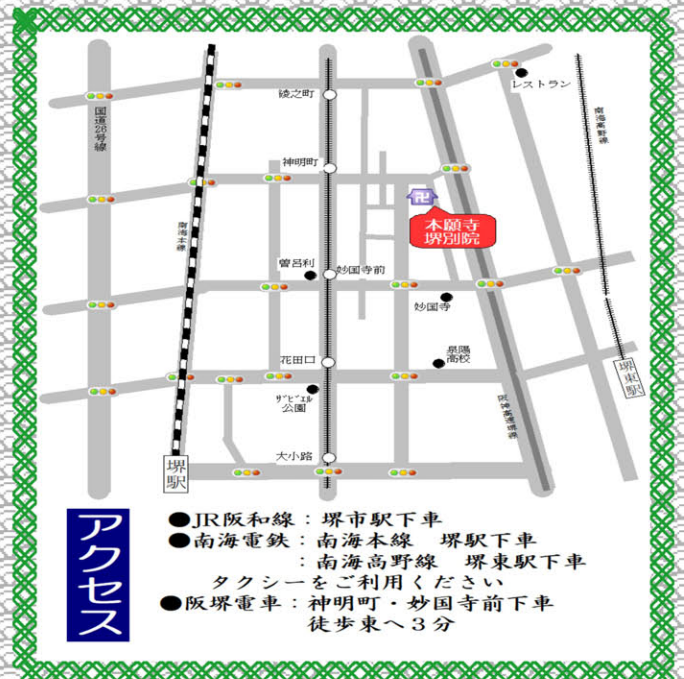 レストラン
綾之町
国道26号線
南海高野線
神明町
本願寺
堺別院
南海本線
曽呂利
妙国寺前
妙国寺
花田口
泉陽
高校
ザビエル
公園
堺東駅
阪神高速堺線
大小路
堺駅
アクセス
●JR阪和線：堺市駅下車
●南海電鉄：南海本線　堺駅下車
：南海高野線　堺東駅下車
タクシーをご利用ください
●阪堺電車：神明町・妙国寺前下車
徒歩東へ３分